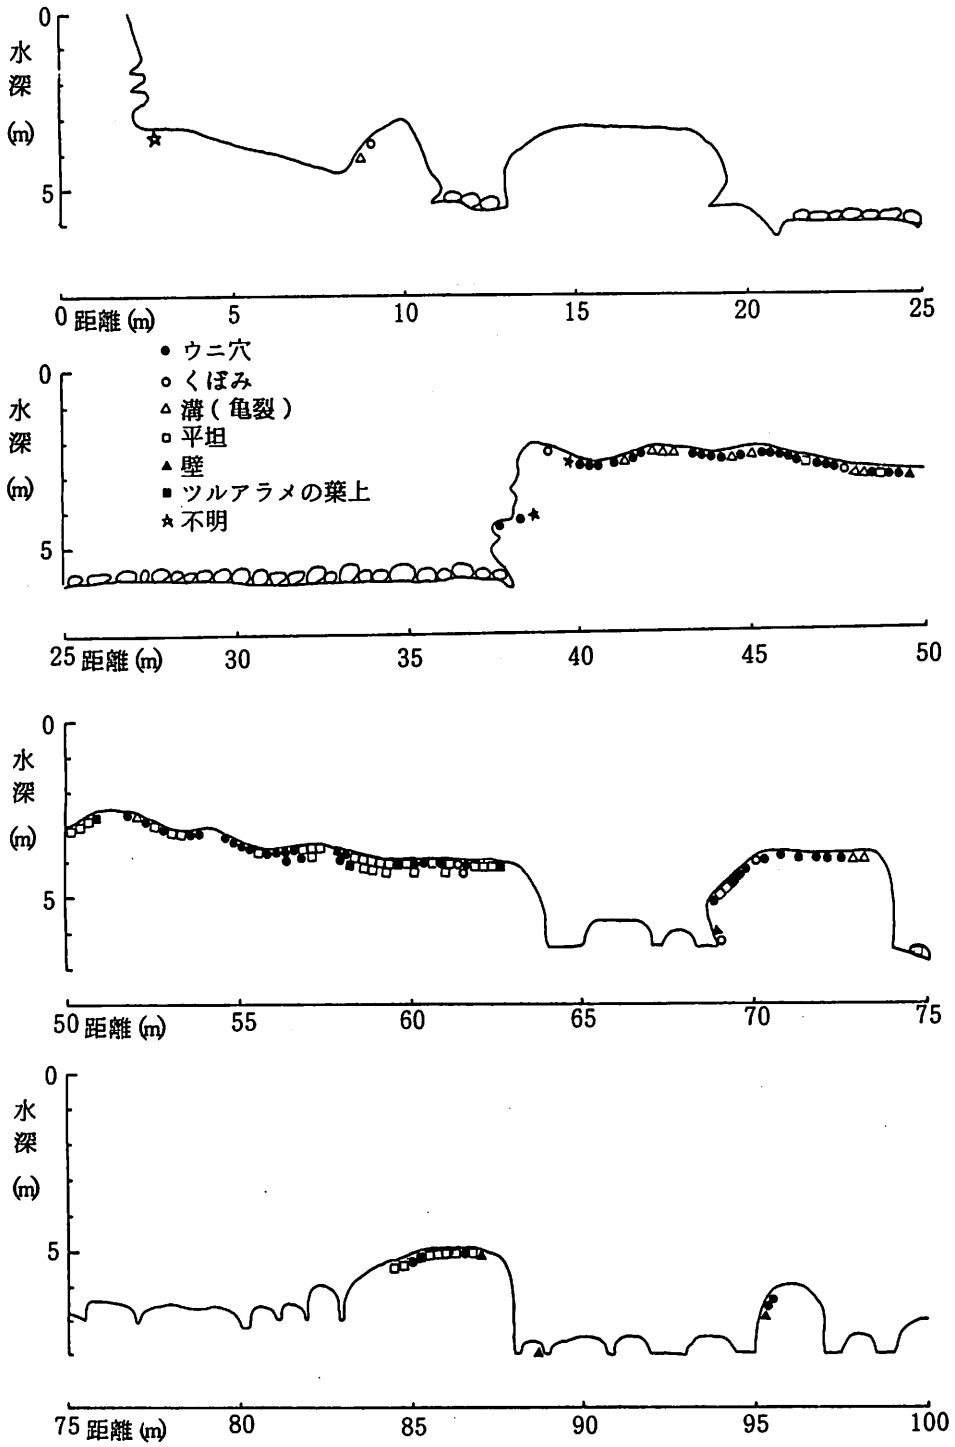 0
水
深
(m)
5
0 距離(m) 5 10 15 20 25
● ウニ穴
○ くぼみ
△ 溝(亀裂)
□ 平坦
▲ 壁
■ ツルアラメの葉上
☆ 不明
0
水
深
(m)
5
25 距離(m) 30 35 40 45 50
0
水
深
(m)
5
50 距離(m) 55 60 65 70 75
0
水
深
(m)
5
75 距離(m) 80 85 90 95 100